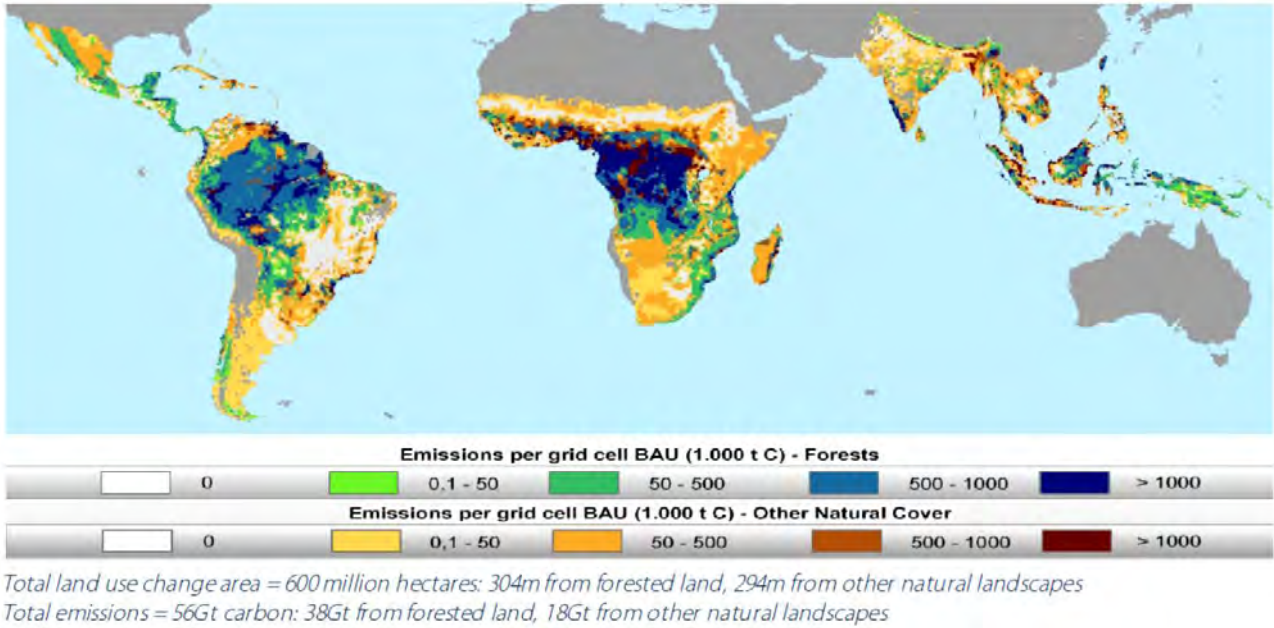 Emissions per grid cell BAU (1.000 t C) - Forests
0 0,1 - 50 50 - 500 500 - 1000 > 1000
Emissions per grid cell BAU (1.000 t C) - Other Natural Cover
0 0,1 - 50 50 - 500 500 - 1000 > 1000
Total land use change area = 600 million hectares: 304m from forested land, 294m from other natural landscapes
Total emissions = 56Gt carbon: 38Gt from forested land, 18Gt from other natural landscapes